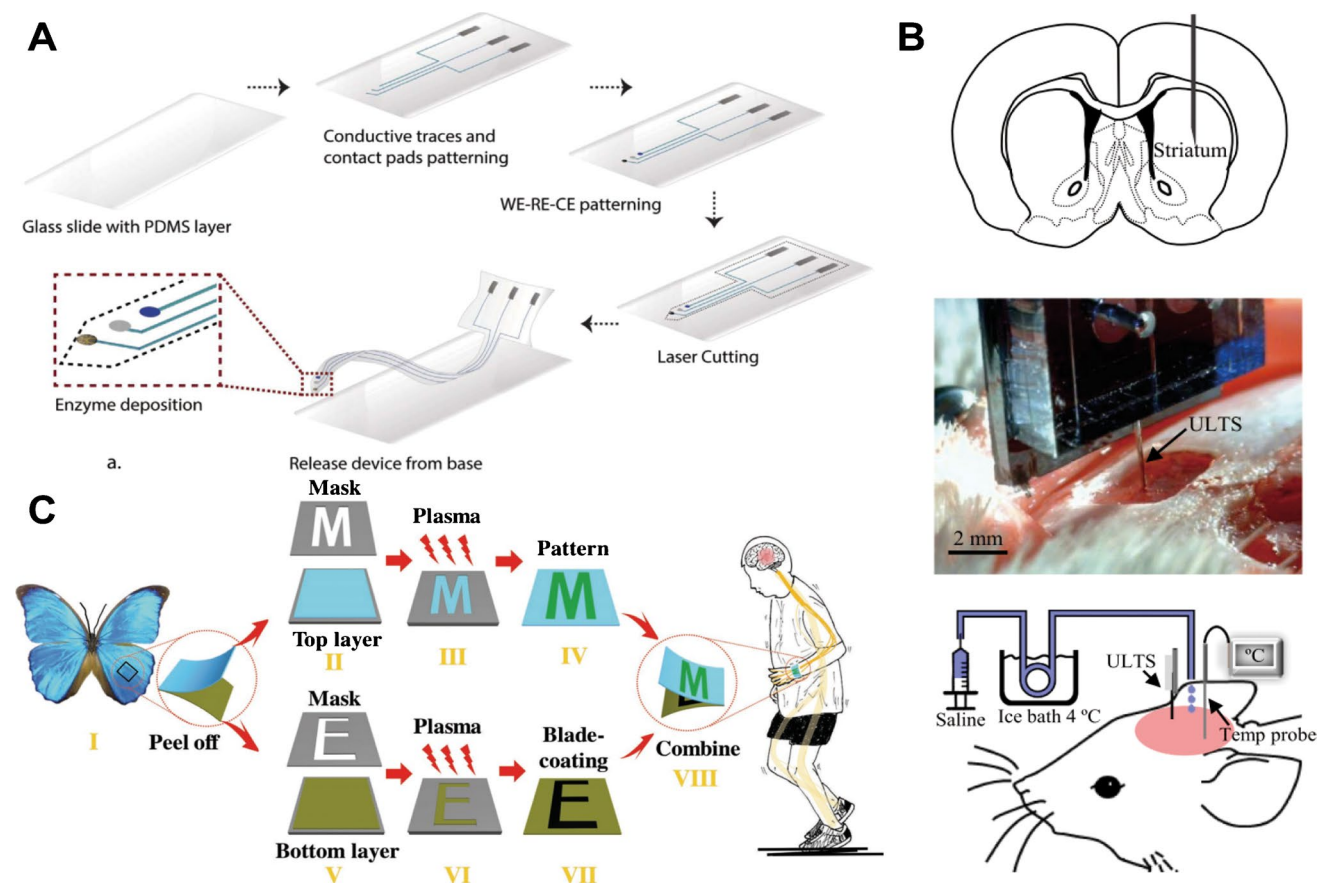 A
Conductive traces and
contact pads patterning
Glass slide with PDMS layer
WE-RE-CE patterning
Laser Cutting
Enzyme deposition
a.
Release device from base
B
Striatum
ULTS
2 mm
ULTS
ºC
Saline
Ice bath 4 ºC
Temp probe
C
Mask
M
Plasma
Pattern
M
M
Top layer
II
III
IV
I
Peel off
Mask
E
Plasma
Blade-
coating
E
E
Bottom layer
V
VI
VII
M
Combine
VIII